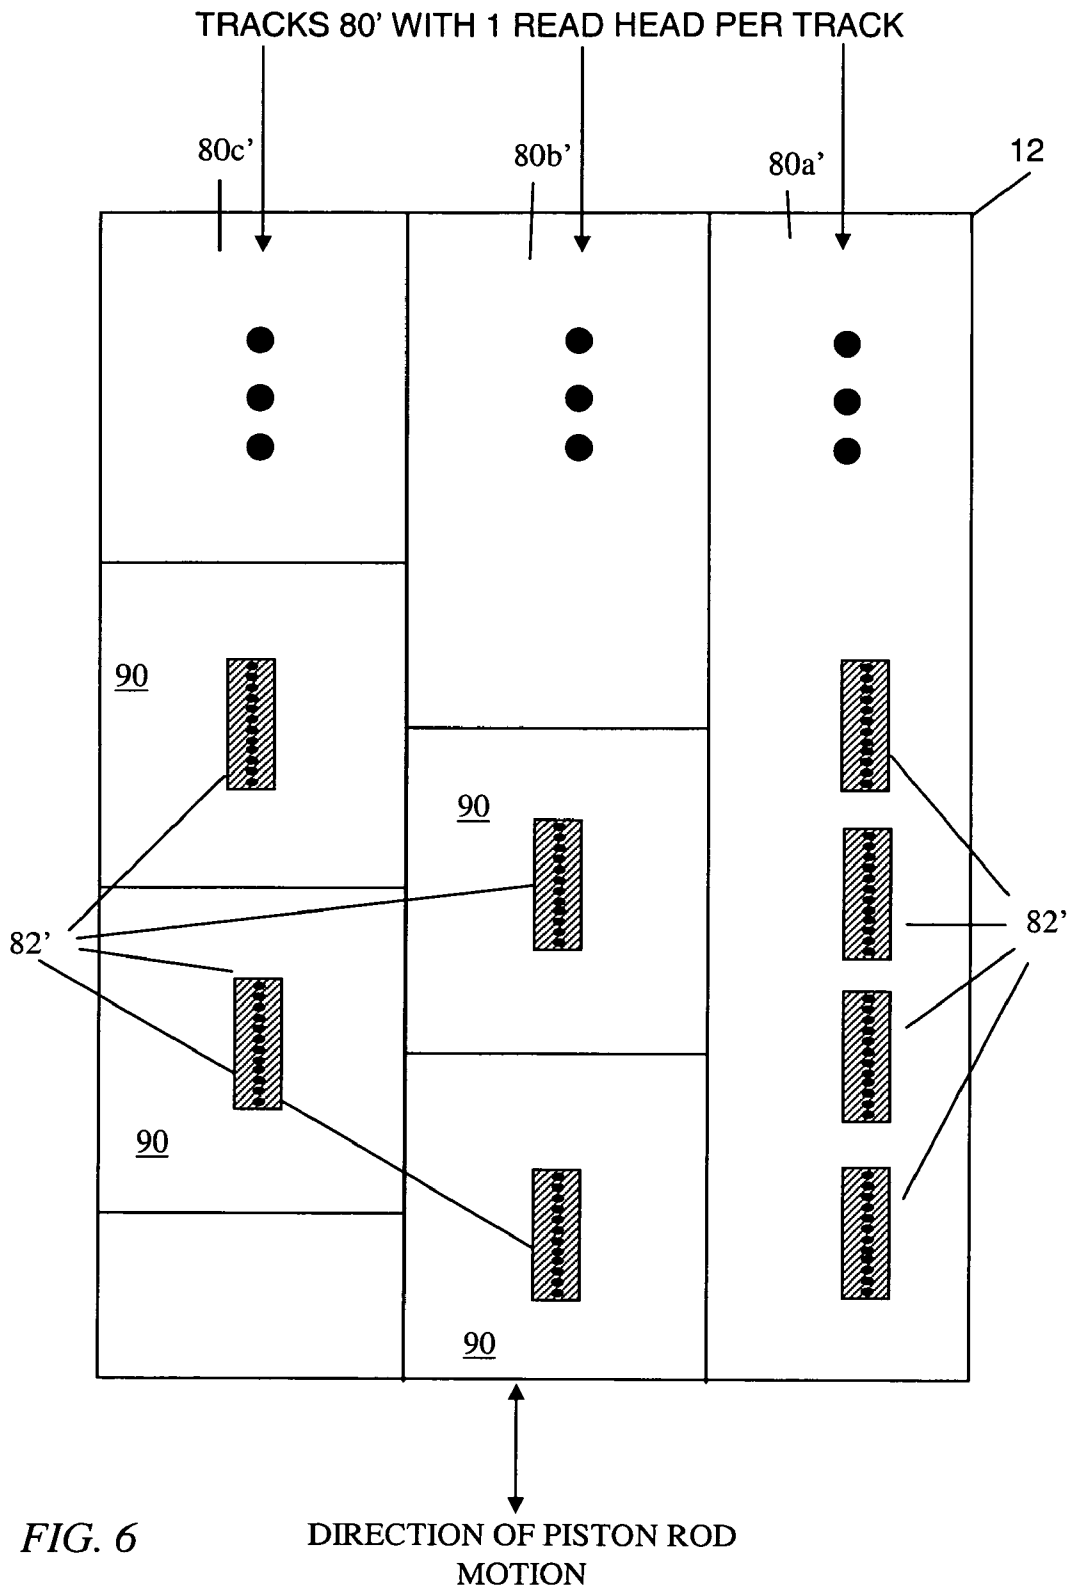 TRACKS 80’ WITH 1 READ HEAD PER TRACK
80c’
80b’
80a’
12
90
90
82’
82’
90
90
FIG. 6
DIRECTION OF PISTON ROD
MOTION